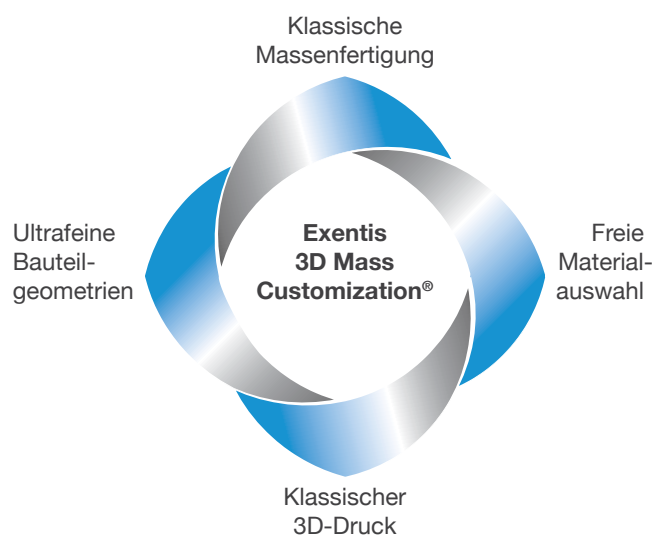 Klassische
Massenfertigung
Ultrafeine
Bauteil-
geometrien
Exentis
3D Mass
Customization®
Freie
Material-
auswahl
Klassischer
3D-Druck